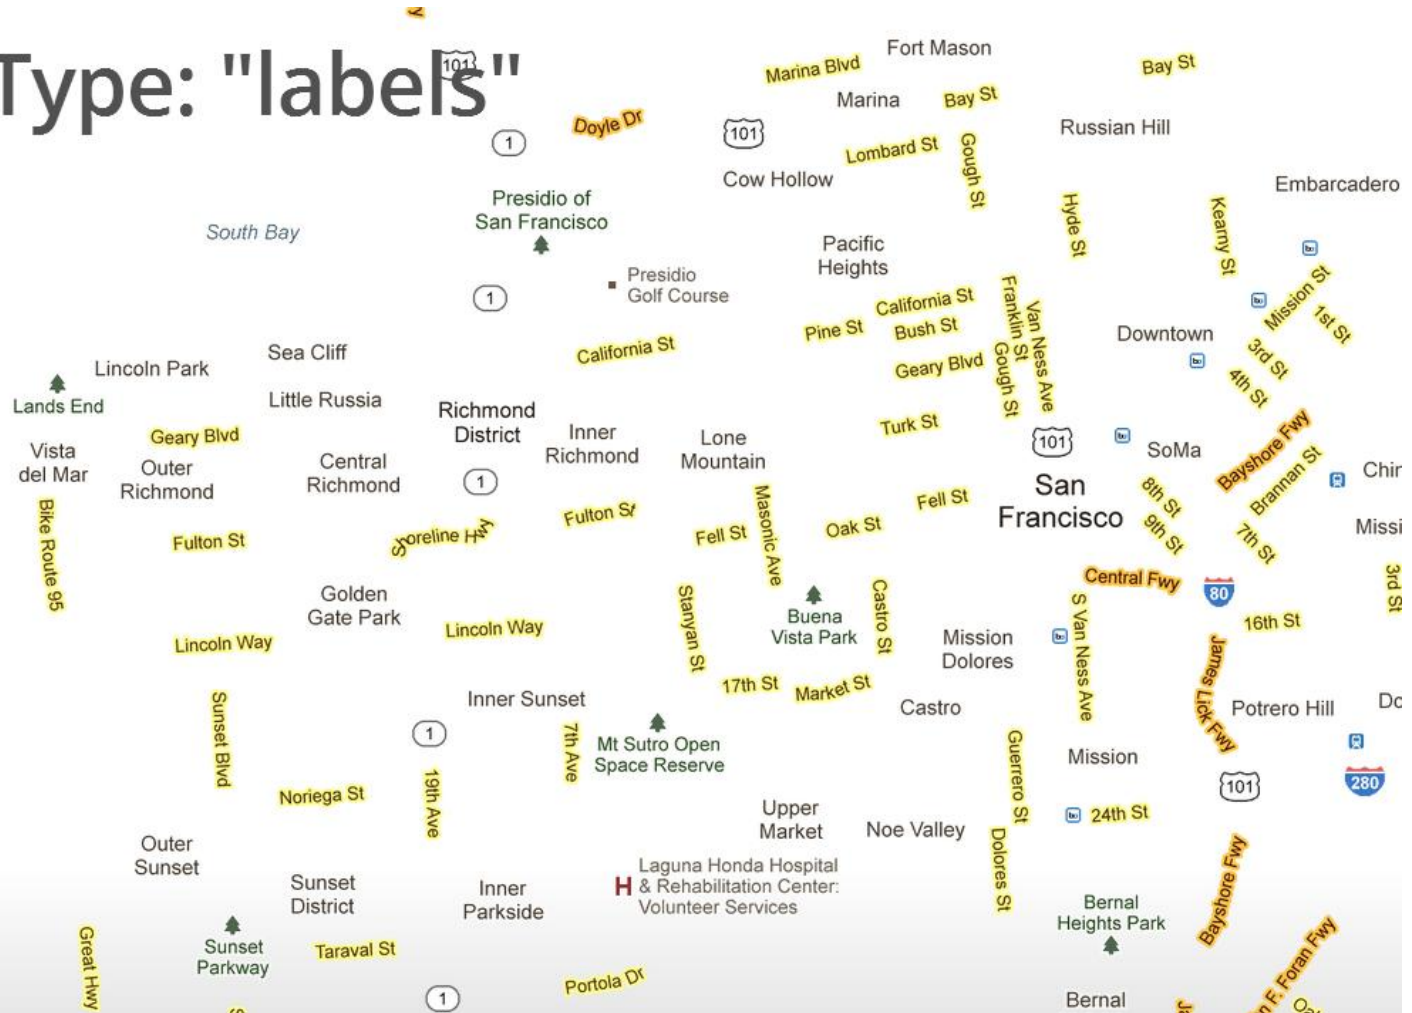 Type: "labels"
101
Fort Mason
Marina Blvd
Bay St
Marina
Bay St
Doyle Dr
101
Russian Hill
1
Lombard St
Gough St
Cow Hollow
Embarcadero
Presidio of
San Francisco
Hyde St
Kearny St
South Bay
Pacific
Heights
Presidio
Golf Course
1
California St
Franklin St
Van Ness Ave
Mission St
1st St
Pine St
Bush St
Downtown
California St
Sea Cliff
Lincoln Park
Geary Blvd
Gough St
3rd St
4th St
Lands End
Little Russia
Richmond
District
Turk St
Geary Blvd
Inner
Richmond
Lone
Mountain
101
SoMa
Bayshore Fwy
Vista
del Mar
Outer
Richmond
Central
Richmond
1
San
Francisco
8th St
Brannan St
Chin
Bike Route 95
Fulton St
Shoreline Hwy
Fulton St
Fell St
Masonic Ave
Oak St
Fell St
9th St
7th St
Missi
Central Fwy
80
3rd St
Golden
Gate Park
Buena
Vista Park
Stanyan St
Castro St
S Van Ness Ave
16th St
Lincoln Way
Lincoln Way
Mission
Dolores
James Lick Fwy
17th St
Market St
Inner Sunset
Castro
Potrero Hill
Do
Sunset Blvd
1
7th Ave
Mt Sutro Open
Space Reserve
Guerrero St
Mission
101
280
Noriega St
19th Ave
Upper
Market
Noe Valley
24th St
Outer
Sunset
Dolores St
Bayshore Fwy
Sunset
District
Inner
Parkside
H
Laguna Honda Hospital
& Rehabilitation Center:
Volunteer Services
Bernal
Heights Park
Great Hwy
Sunset
Parkway
Taraval St
Portola Dr
n F. Foran Fwy
1
Bernal